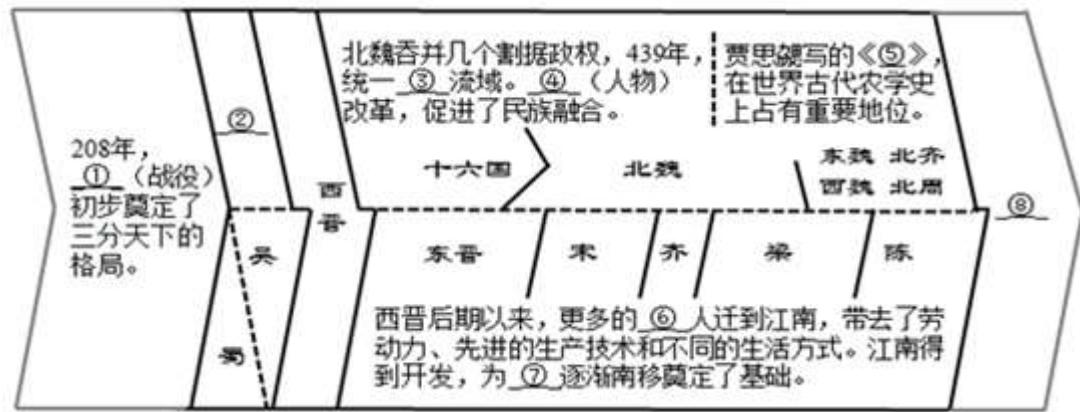 208年，
①（战役）
初步奠定了
三分天下的
格局。
②
吴
蜀
西
晋
北魏吞并几个割据政权，439年，
统一③流域。④（人物）
改革，促进了民族融合。
贾思勰写的《⑤》，
在世界古代农学史
上占有重要地位。
十六国
北魏
东魏 北齐
西魏 北周
东晋
宋
齐
梁
陈
西晋后期以来，更多的⑥人迁到江南，带去了劳
动力、先进的生产技术和不同的生活方式。江南得
到开发，为⑦逐渐南移奠定了基础。
⑧